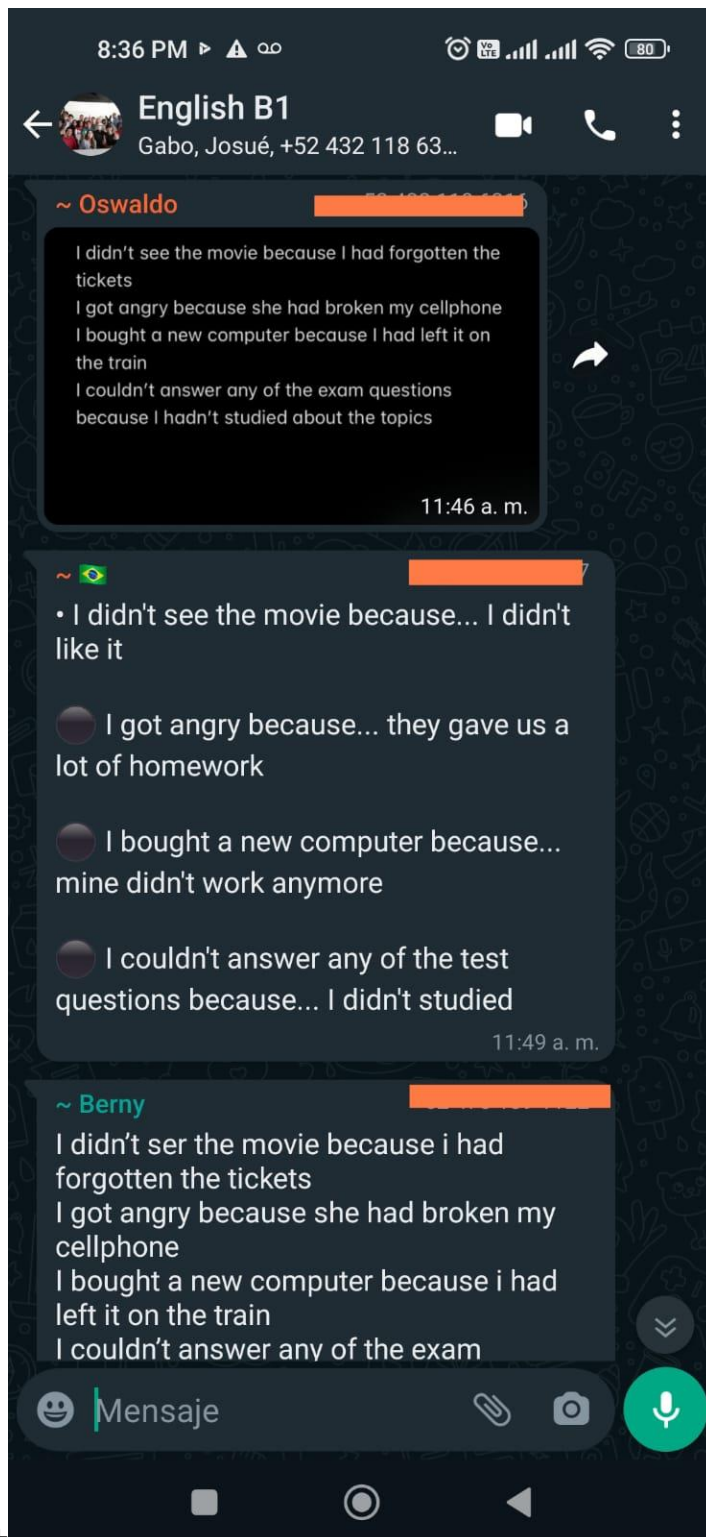 8:36 PM
Vo LTE
80
English B1
Gabo, Josué, +52 432 118 63...
~ Oswaldo
I didn't see the movie because I had forgotten the
tickets
I got angry because she had broken my cellphone
I bought a new computer because I had left it on
the train
I couldn't answer any of the exam questions
because I hadn't studied about the topics
11:46 a. m.
~ 🇧🇷
7
• I didn't see the movie because... I didn't
like it
⚫ I got angry because... they gave us a
lot of homework
⚫ I bought a new computer because...
mine didn't work anymore
⚫ I couldn't answer any of the test
questions because... I didn't studied
11:49 a. m.
~ Berny
I didn't ser the movie because i had
forgotten the tickets
I got angry because she had broken my
cellphone
I bought a new computer because i had
left it on the train
I couldn't answer any of the exam
Mensaje